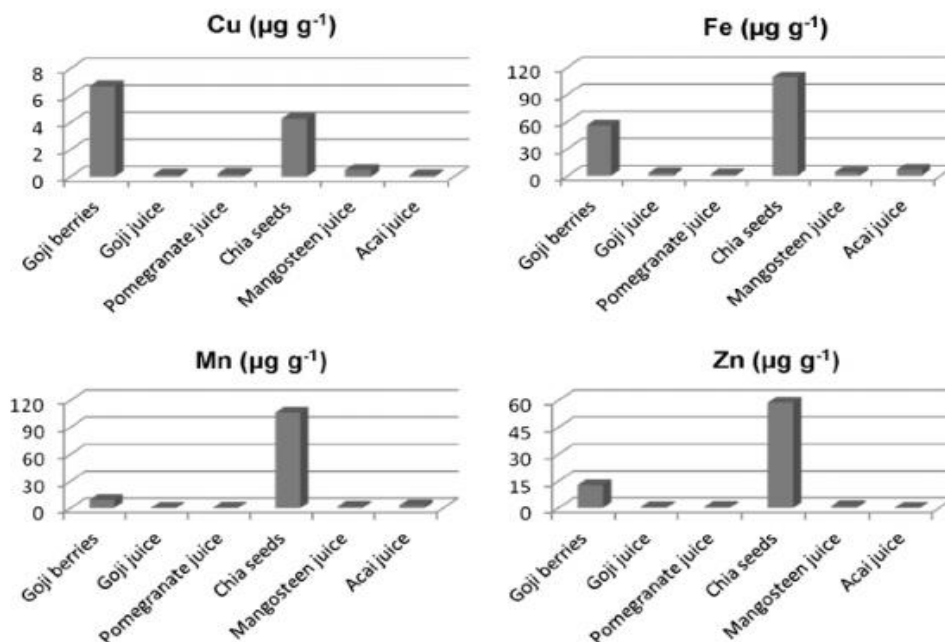 Cu (µg g⁻¹)
8
6
4
2
0
Goji berries
Goji juice
Pomegranate juice
Chia seeds
Mangosteen juice
Acai juice
Fe (µg g⁻¹)
120
90
60
30
0
Goji berries
Goji juice
Pomegranate juice
Chia seeds
Mangosteen juice
Acai juice
Mn (µg g⁻¹)
120
90
60
30
0
Goji berries
Goji juice
Pomegranate juice
Chia seeds
Mangosteen juice
Acai juice
Zn (µg g⁻¹)
60
45
30
15
0
Goji berries
Goji juice
Pomegranate juice
Chia seeds
Mangosteen juice
Acai juice